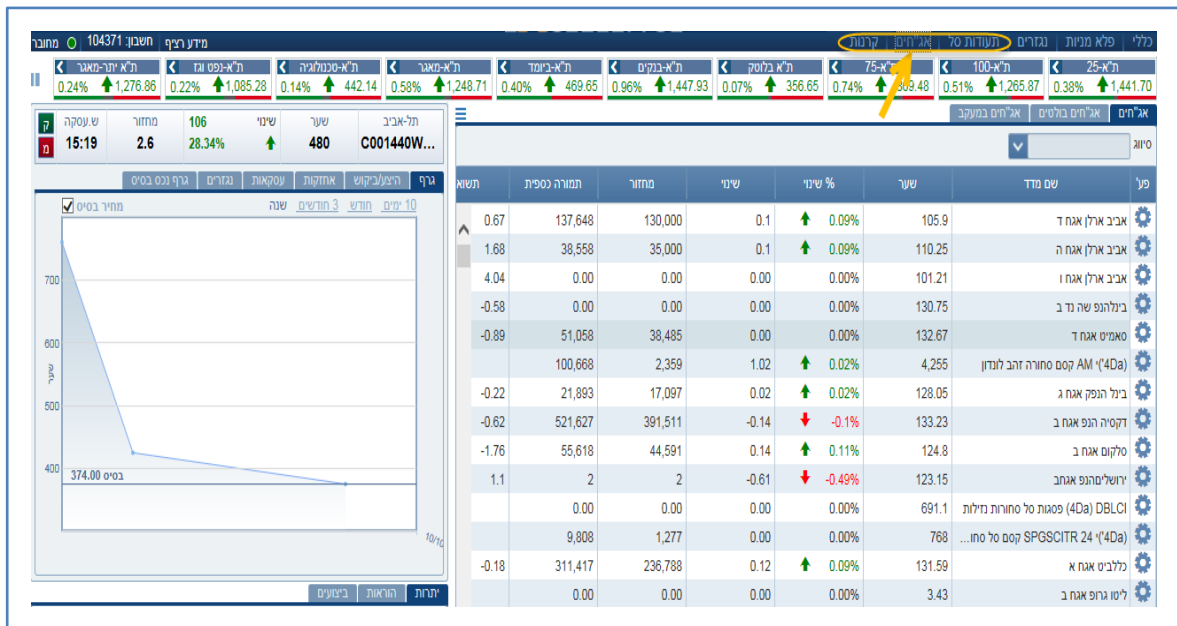 כללי פלא מניות נגזרים תעודות סל אג"חים קרנות
מידע רציף חשבון: 104371 מחובר
ת"א-25 ת"א-100 ת"א-75 ת"א בלוטק ת"א-בנקים ת"א-ביומד ת"א-מאגר ת"א-טכנולוגיה ת"א-נפט וגז ת"א יתר-מאגר
1,441.70 0.38% 1,265.87 0.51% 809.48 0.74% 356.65 0.07% 1,447.93 0.96% 469.65 0.40% 1,248.71 0.58% 442.14 0.14% 1,085.28 0.22% 1,276.86 0.24%
אג"חים אג"חים בולטים אג"חים במעקב
סיווג
פע' שם מדד שער % שינוי שינוי מחזור תמורה כספית תשוא
אביב ארלן אגח ד 105.9 0.09% 0.1 130,000 137,648 0.67
אביב ארלן אגח ה 110.25 0.09% 0.1 35,000 38,558 1.68
אביב ארלן אגח ו 101.21 0.00% 0.00 0.00 0.00 4.04
בינלהנפ שה נד ב 130.75 0.00% 0.00 0.00 0.00 -0.58
סאמיט אגח ד 132.67 0.00% 0.00 38,485 51,058 -0.89
(4Da)'י AM קסם סחורה זהב לונדון 4,255 0.02% 1.02 2,359 100,668
בינל הנפק אגח ג 128.05 0.02% 0.02 17,097 21,893 -0.22
דקסיה הנפ אגח ב 133.23 -0.1% -0.14 391,511 521,627 -0.62
סלקום אגח ב 124.8 0.11% 0.14 44,591 55,618 -1.76
ירושליםהנפ אגחב 123.15 -0.49% -0.61 2 2 1.1
DBLCI (4Da) פסגות סל סחורות נזילות 691.1 0.00% 0.00 0.00 0.00
(4Da)'י SPGSCITR 24 קסם סל סחו... 768 0.00% 0.00 1,277 9,808
כללביט אגח א 131.59 0.09% 0.12 236,788 311,417 -0.18
ליטו גרופ אגח ב 3.43 0.00% 0.00 0.00 0.00
תל-אביב שער שינוי 106 מחזור ש.עסקה ק
C001440W... 480 28.34% 2.6 15:19 מ
גרף היצע/ביקוש אחזקות עסקאות נגזרים גרף נכס בסיס
10 ימים חודש 3 חודשים שנה מחיר בסיס
700
600
שער
500
400
בסיס 374.00
10/10
יתרות הוראות ביצועים